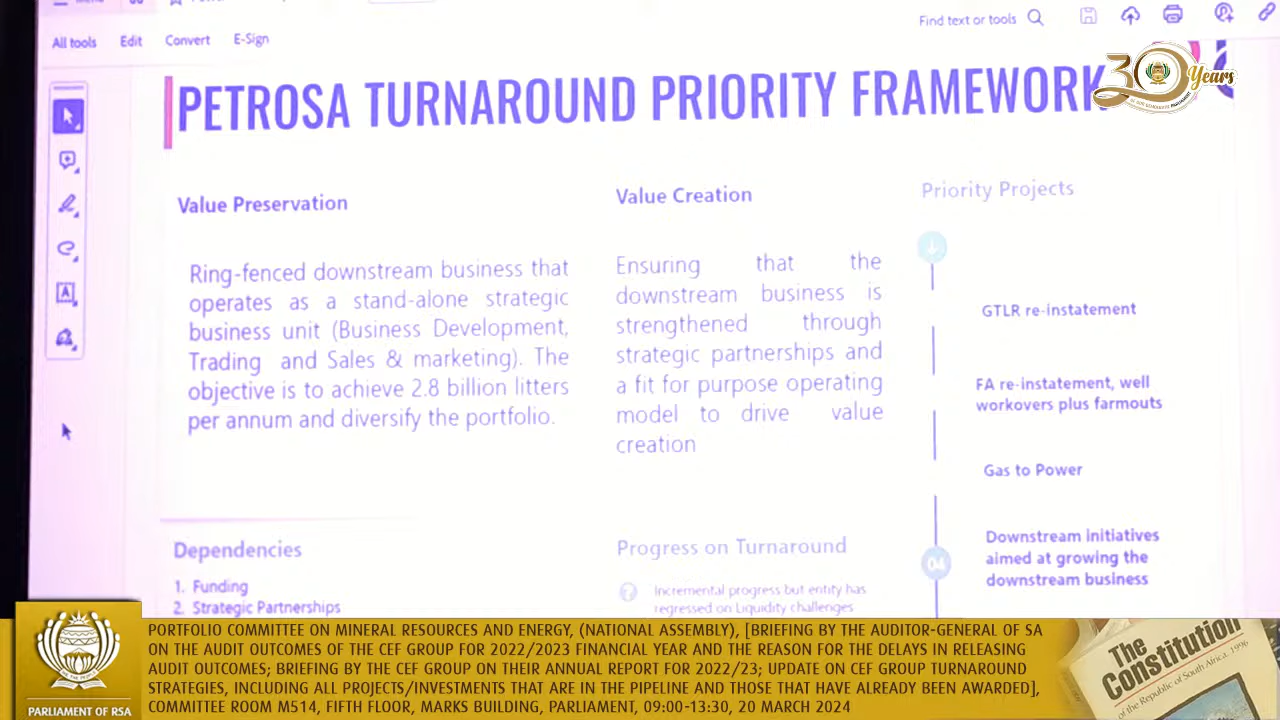 Find text or tools
All tools Edit Convert E-Sign
PETROSA TURNAROUND PRIORITY FRAMEWORK
30 Years
Value Preservation
Ring-fenced downstream business that
operates as a stand-alone strategic
business unit (Business Development,
Trading and Sales & marketing). The
objective is to achieve 2.8 billion litters
per annum and diversify the portfolio.
Value Creation
Ensuring that the
downstream business is
strengthened through
strategic partnerships and
a fit for purpose operating
model to drive value
creation
Priority Projects
GTLR re-instatement
FA re-instatement, well
workovers plus farmouts
Gas to Power
04
Downstream initiatives
aimed at growing the
downstream business
Dependencies
1. Funding
2. Strategic Partnerships
Progress on Turnaround
Incremental progress but entity has
regressed on Liquidity challenges
PARLIAMENT OF RSA
PORTFOLIO COMMITTEE ON MINERAL RESOURCES AND ENERGY, (NATIONAL ASSEMBLY), [BRIEFING BY THE AUDITOR-GENERAL OF SA
ON THE AUDIT OUTCOMES OF THE CEF GROUP FOR 2022/2023 FINANCIAL YEAR AND THE REASON FOR THE DELAYS IN RELEASING
AUDIT OUTCOMES; BRIEFING BY THE CEF GROUP ON THEIR ANNUAL REPORT FOR 2022/23; UPDATE ON CEF GROUP TURNAROUND
STRATEGIES, INCLUDING ALL PROJECTS/INVESTMENTS THAT ARE IN THE PIPELINE AND THOSE THAT HAVE ALREADY BEEN AWARDED],
COMMITTEE ROOM M514, FIFTH FLOOR, MARKS BUILDING, PARLIAMENT, 09:00-13:30, 20 MARCH 2024
The
Constitution
of the Republic of South Africa, 1996